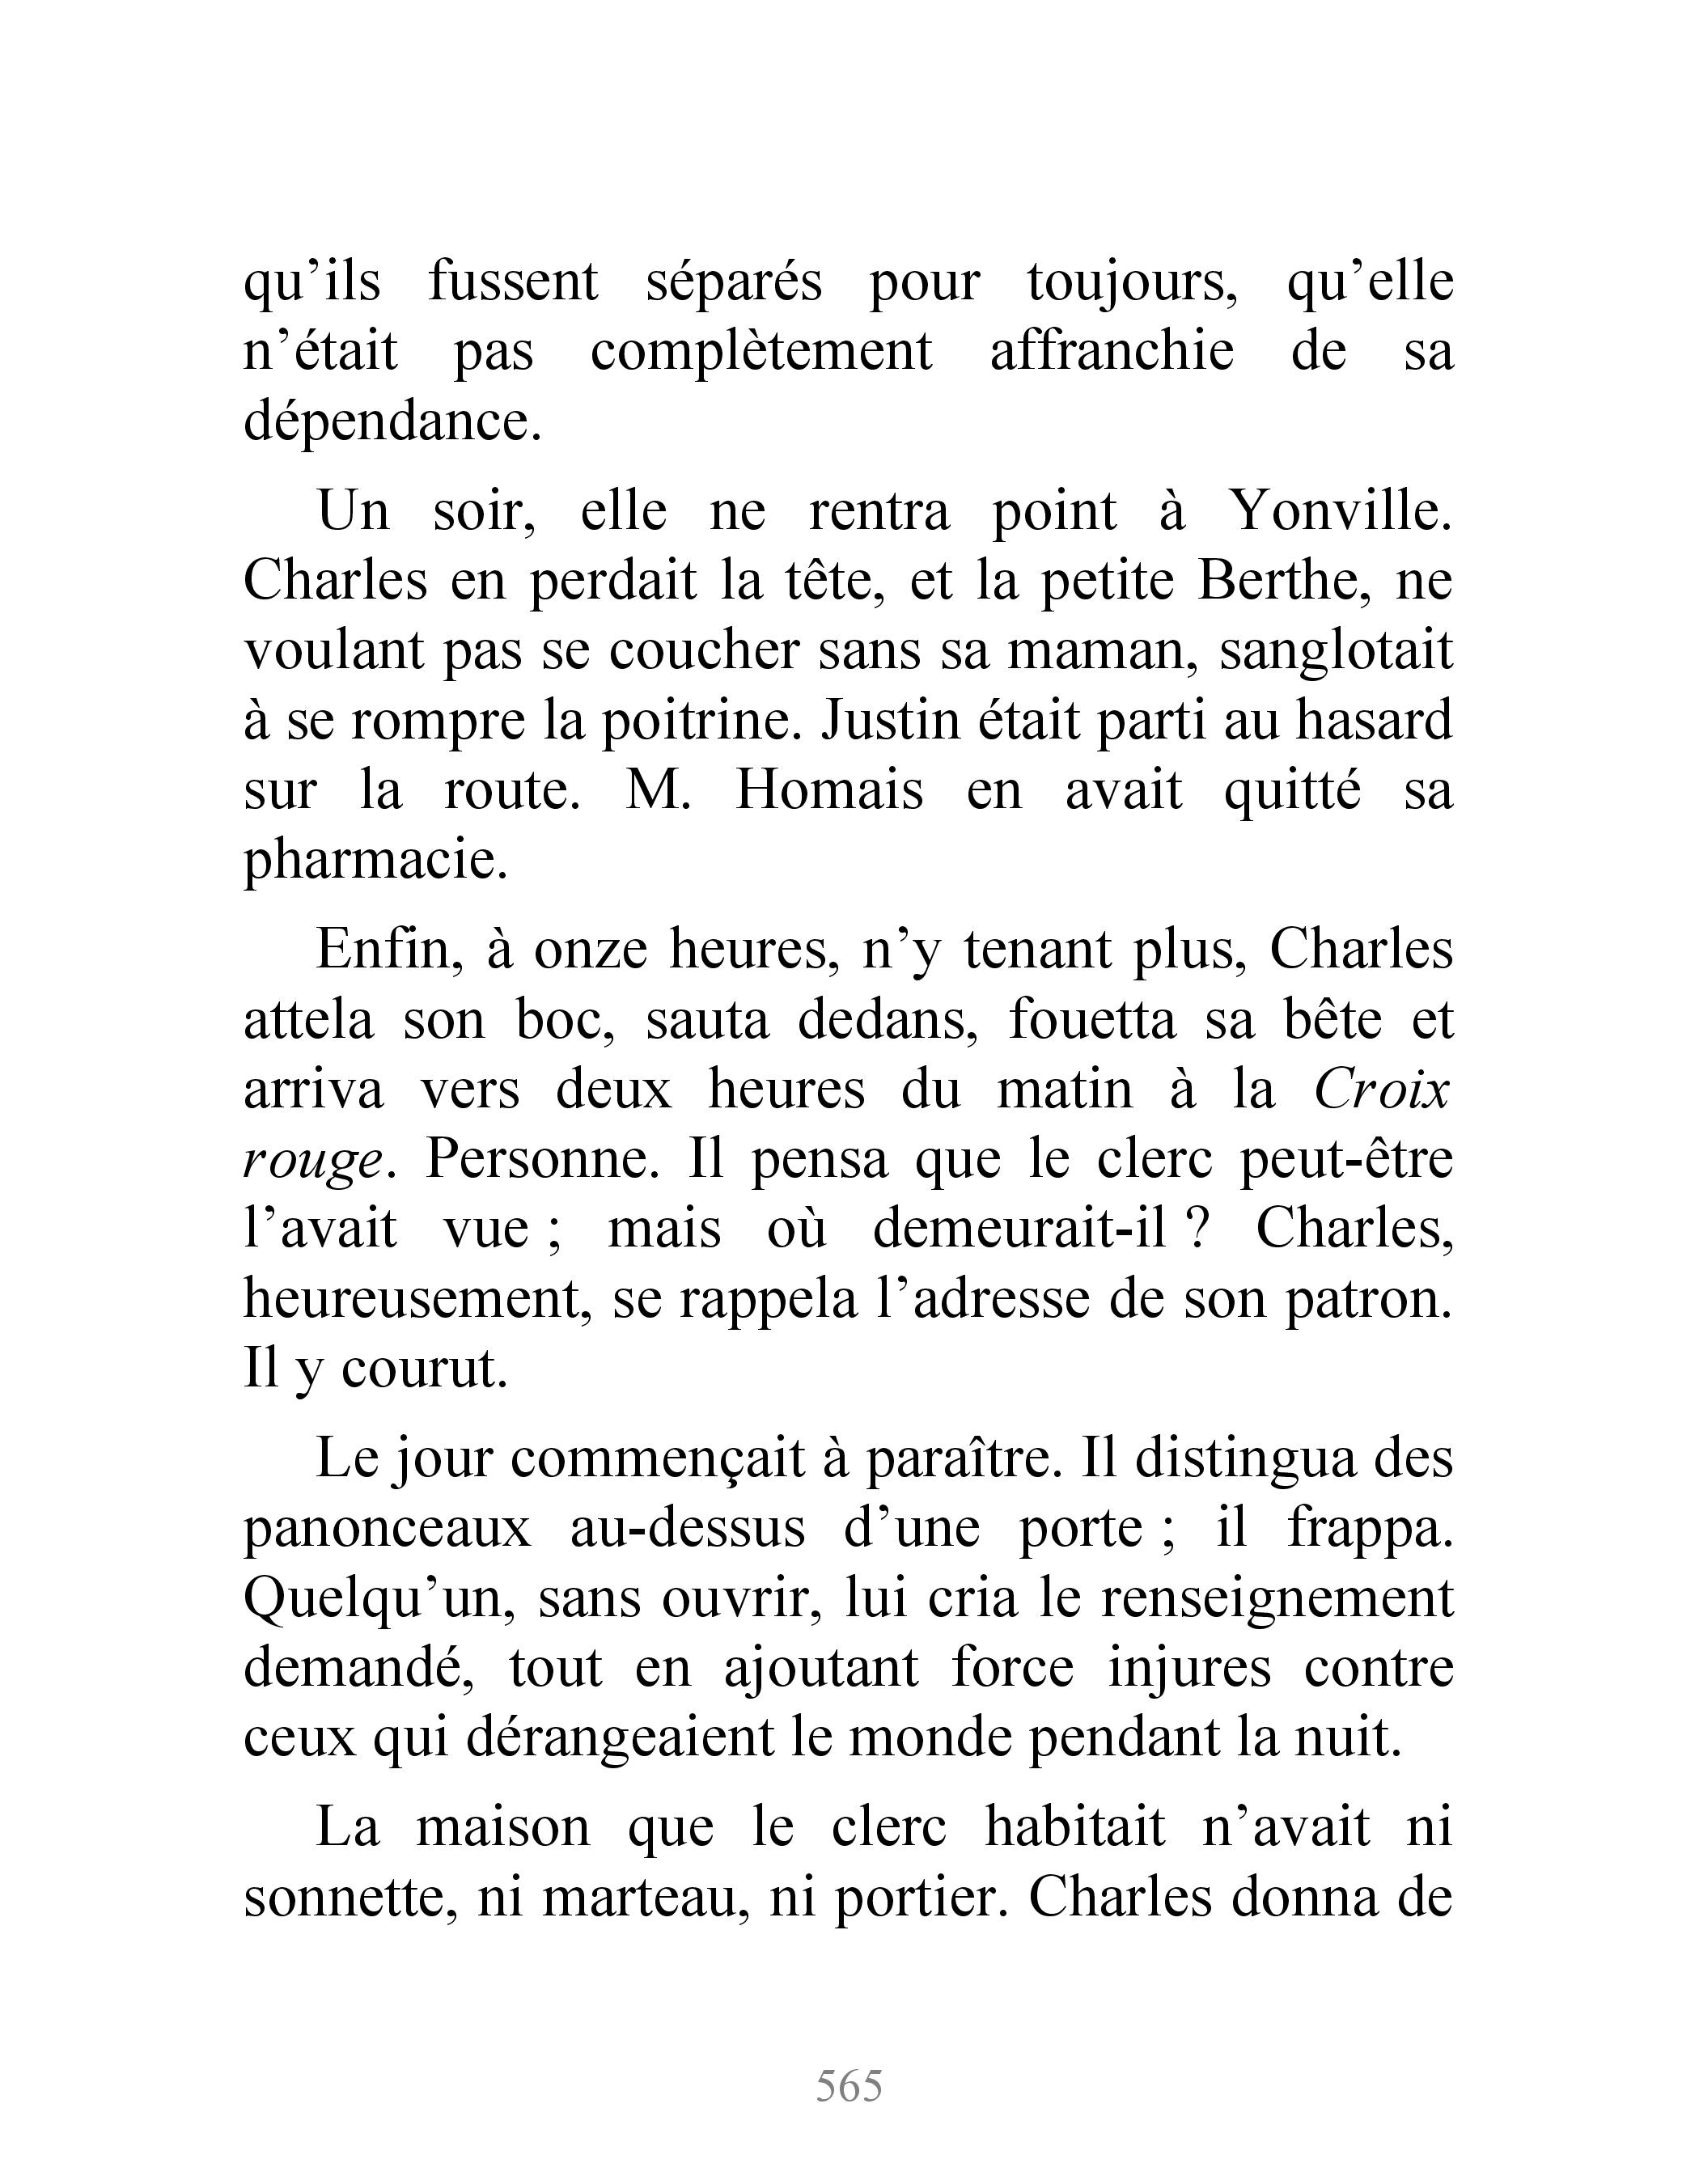 qu’ils fussent séparés pour toujours, qu’elle
n’était pas complètement affranchie de sa
dépendance.
Un soir, elle ne rentra point à Yonville.
Charles en perdait la tête, et la petite Berthe, ne
voulant pas se coucher sans sa maman, sanglotait
à se rompre la poitrine. Justin était parti au hasard
sur la route. M. Homais en avait quitté sa
pharmacie.
Enfin, à onze heures, n’y tenant plus, Charles
attela son boc, sauta dedans, fouetta sa bête et
arriva vers deux heures du matin à la Croix
rouge. Personne. Il pensa que le clerc peut-être
l’avait vue ; mais où demeurait-il ? Charles,
heureusement, se rappela l’adresse de son patron.
Il y courut.
Le jour commençait à paraître. Il distingua des
panonceaux au-dessus d’une porte ; il frappa.
Quelqu’un, sans ouvrir, lui cria le renseignement
demandé, tout en ajoutant force injures contre
ceux qui dérangeaient le monde pendant la nuit.
La maison que le clerc habitait n’avait ni
sonnette, ni marteau, ni portier. Charles donna de
565